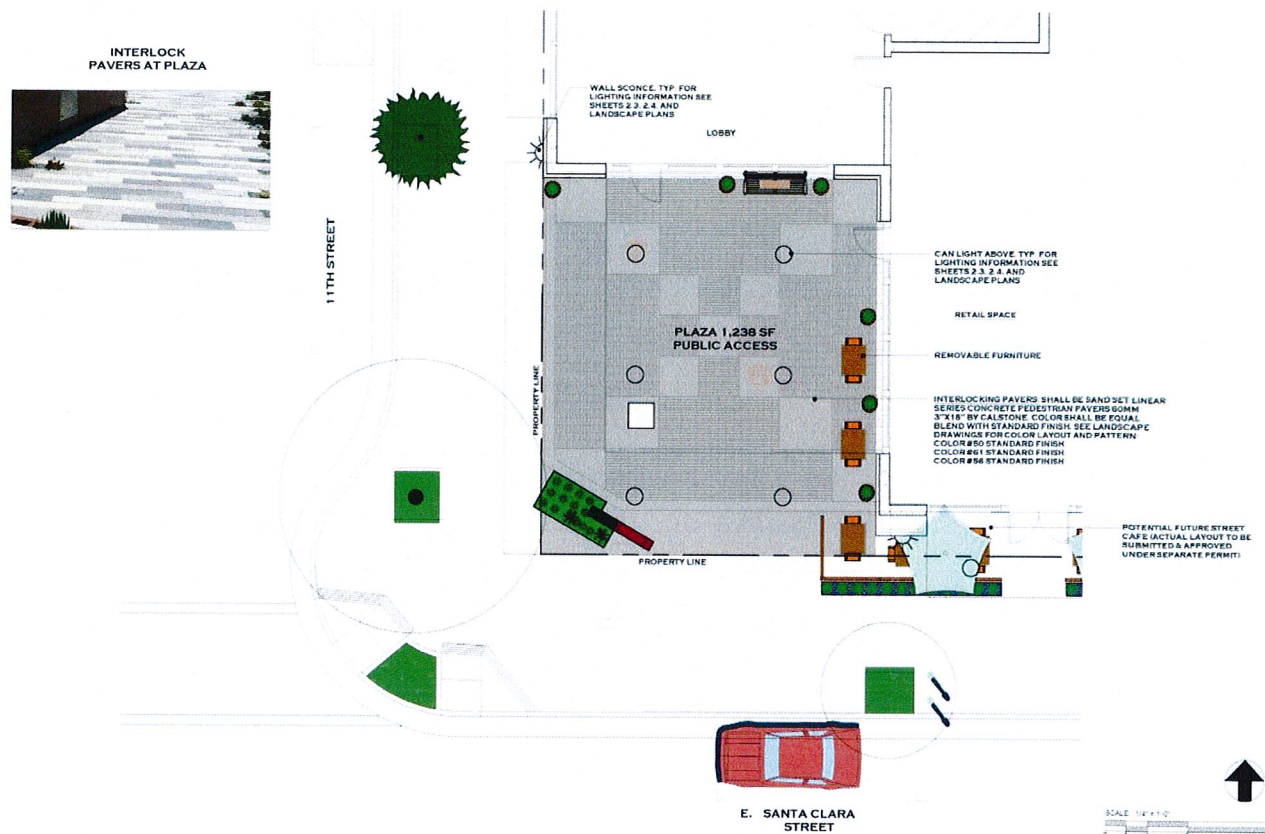 INTERLOCK
PAVERS AT PLAZA
WALL SCONCE, TYP. FOR
LIGHTING INFORMATION SEE
SHEETS 2.3, 2.4, AND
LANDSCAPE PLANS
LOBBY
11TH STREET
CAN LIGHT ABOVE, TYP. FOR
LIGHTING INFORMATION SEE
SHEETS 2.3, 2.4, AND
LANDSCAPE PLANS
RETAIL SPACE
PLAZA 1,238 SF
PUBLIC ACCESS
REMOVABLE FURNITURE
PROPERTY LINE
INTERLOCKING PAVERS SHALL BE SAND SET LINEAR
SERIES CONCRETE PEDESTRIAN PAVERS 60MM
3"X18" BY CALSTONE. COLOR SHALL BE EQUAL
BLEND WITH STANDARD FINISH. SEE LANDSCAPE
DRAWINGS FOR COLOR LAYOUT AND PATTERN:
COLOR #50 STANDARD FINISH
COLOR #61 STANDARD FINISH
COLOR #56 STANDARD FINISH
POTENTIAL FUTURE STREET
CAFE (ACTUAL LAYOUT TO BE
SUBMITTED & APPROVED
UNDER SEPARATE PERMIT)
PROPERTY LINE
E. SANTA CLARA
STREET
SCALE: 1/4"=1'-0"